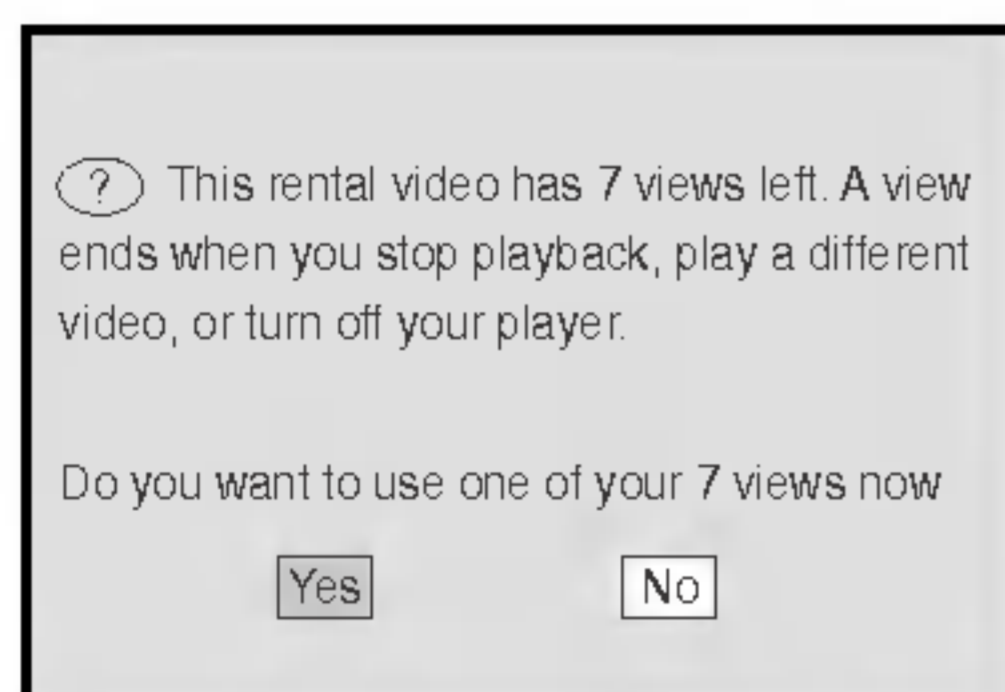 ? This rental video has 7 views left. A view
ends when you stop playback, play a different
video, or turn off your player.
Do you want to use one of your 7 views now
Yes No